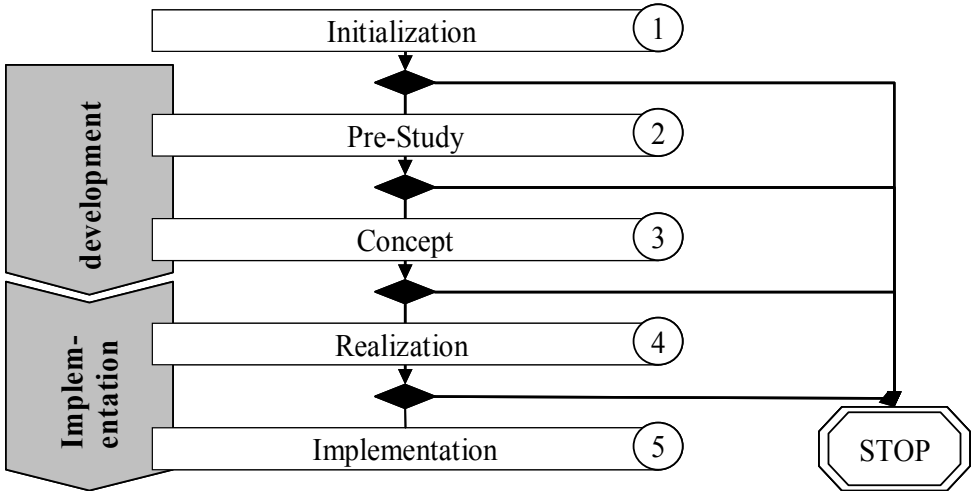 Initialization
1
development
Pre-Study
2
Concept
3
Implem-
entation
Realization
4
Implementation
5
STOP